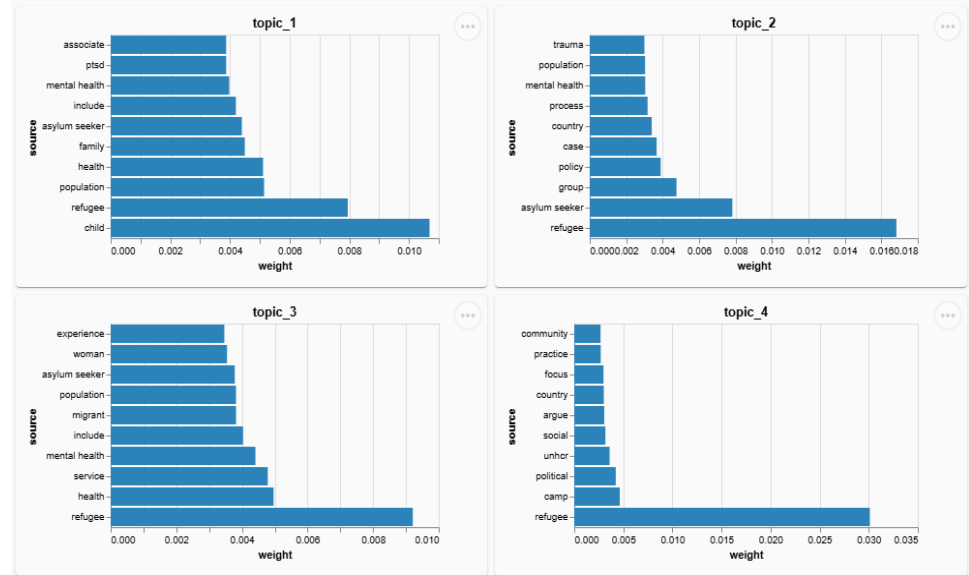 topic_1
associate
ptsd
mental health
include
asylum seeker
family
health
population
refugee
child
source
0.000 0.002 0.004 0.006 0.008 0.010
weight
topic_2
trauma
population
mental health
process
country
case
policy
group
asylum seeker
refugee
source
0.000 0.002 0.004 0.006 0.008 0.010 0.012 0.014 0.016 0.018
weight
topic_3
experience
woman
asylum seeker
population
migrant
include
mental health
service
health
refugee
source
0.000 0.002 0.004 0.006 0.008 0.010
weight
topic_4
community
practice
focus
country
argue
social
unhcr
political
camp
refugee
source
0.000 0.005 0.010 0.015 0.020 0.025 0.030 0.035
weight